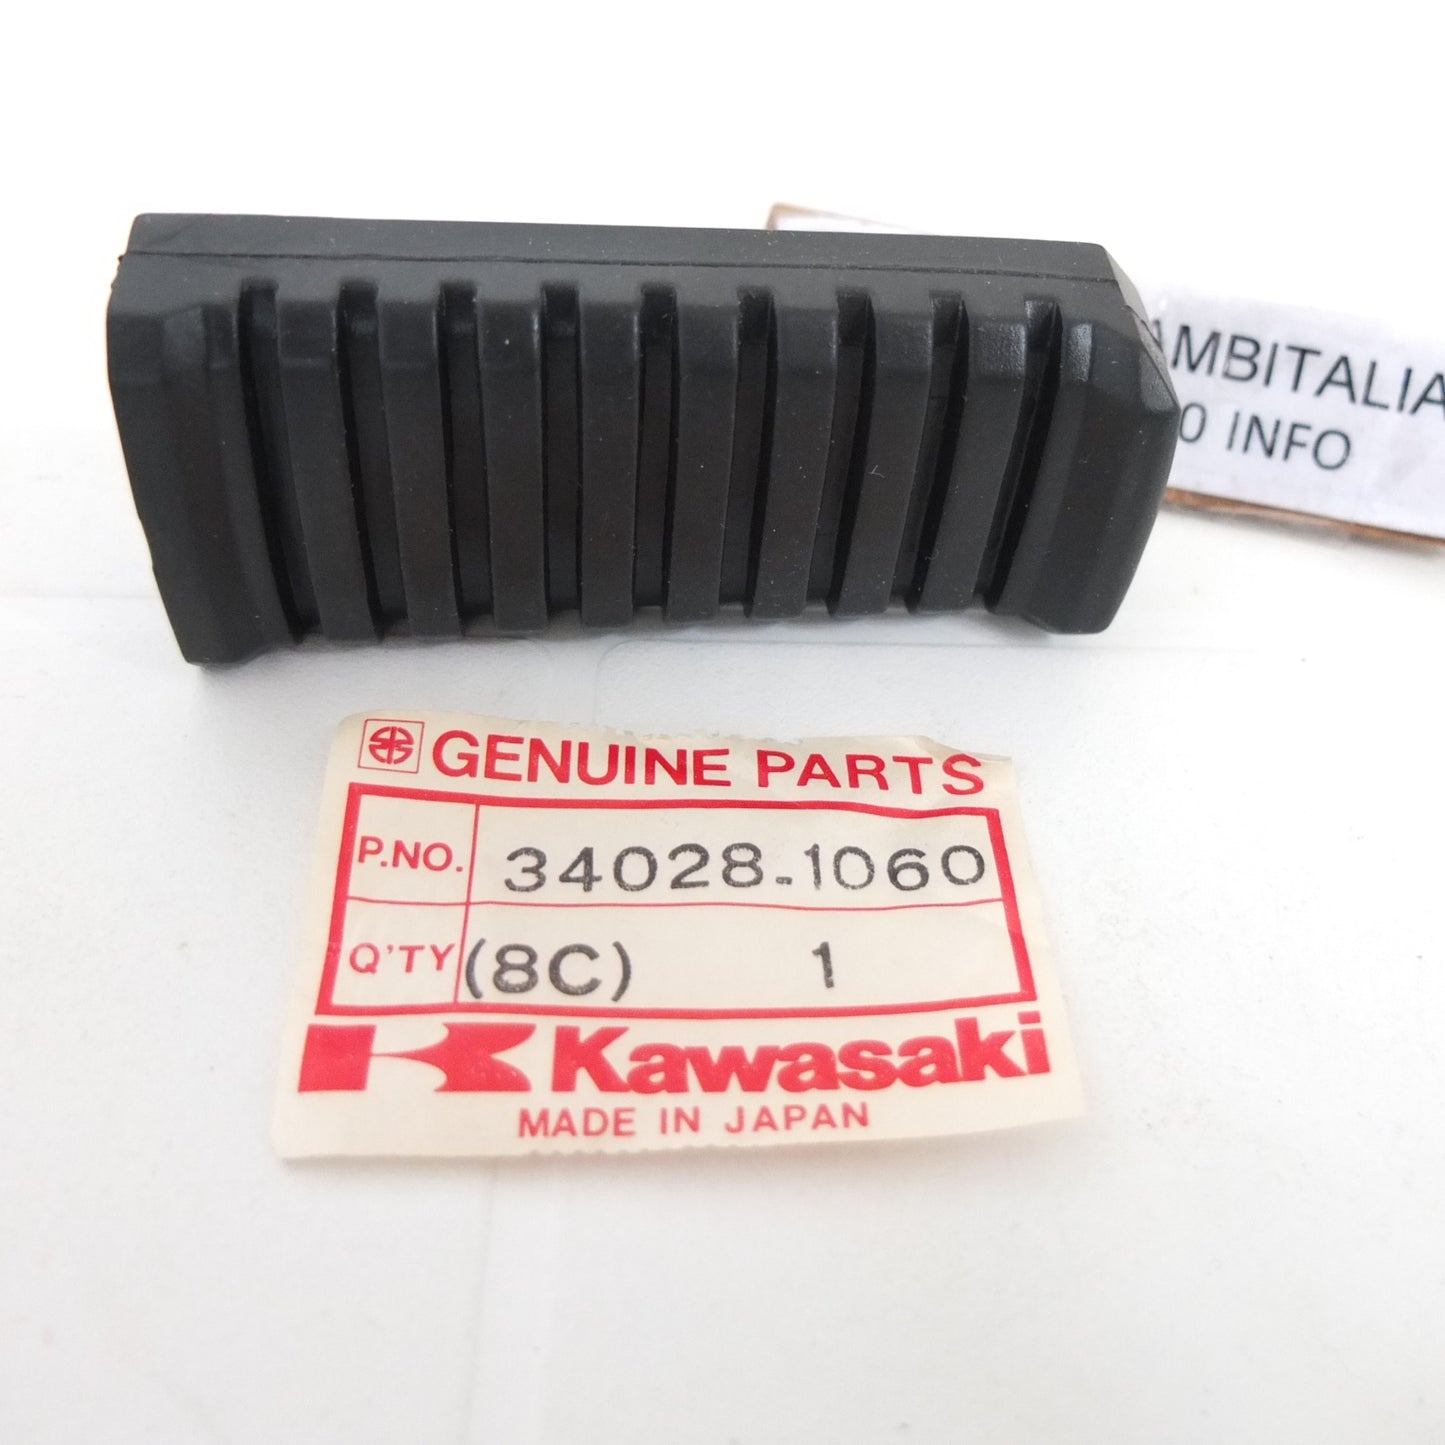 AMBITALIA
0 INFO
GENUINE PARTS
P.NO. 34028-1060
Q'TY (8C) 1
Kawasaki
MADE IN JAPAN